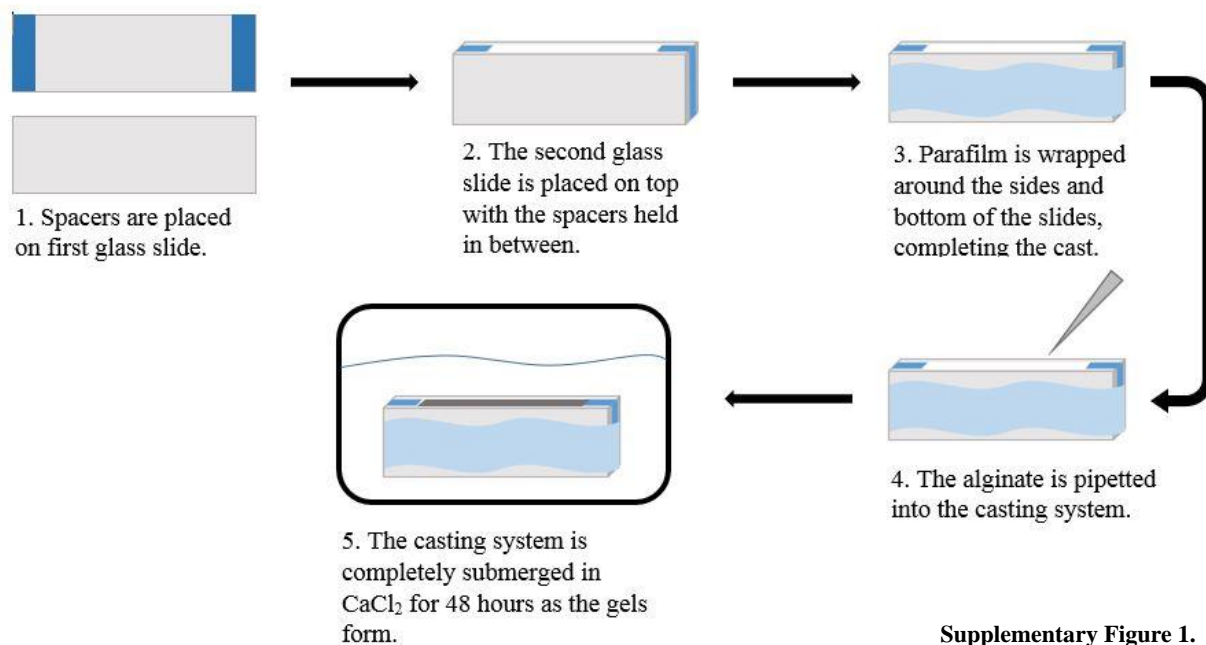 1. Spacers are placed
on first glass slide.
2. The second glass
slide is placed on top
with the spacers held
in between.
3. Parafilm is wrapped
around the sides and
bottom of the slides,
completing the cast.
4. The alginate is pipetted
into the casting system.
5. The casting system is
completely submerged in
CaCl₂ for 48 hours as the gels
form.
Supplementary Figure 1.